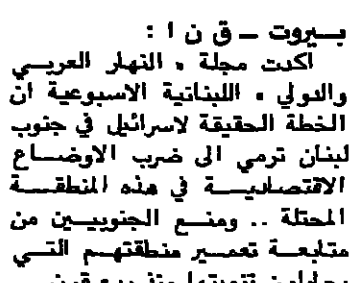 بيروت ــ ق ن ا :
اكدت مجلة « النهار العربي
والدولي » اللبنانية الاسبوعية ان
الخطة الحقيقة لاسرائيل في جنوب
لبنان ترمي الى ضرب الاوضاع
الاقتصادية في هذه المنطقة
المحتلة .. ومنع الجنوبيين من
متابعة تعمير منطقتهم التي